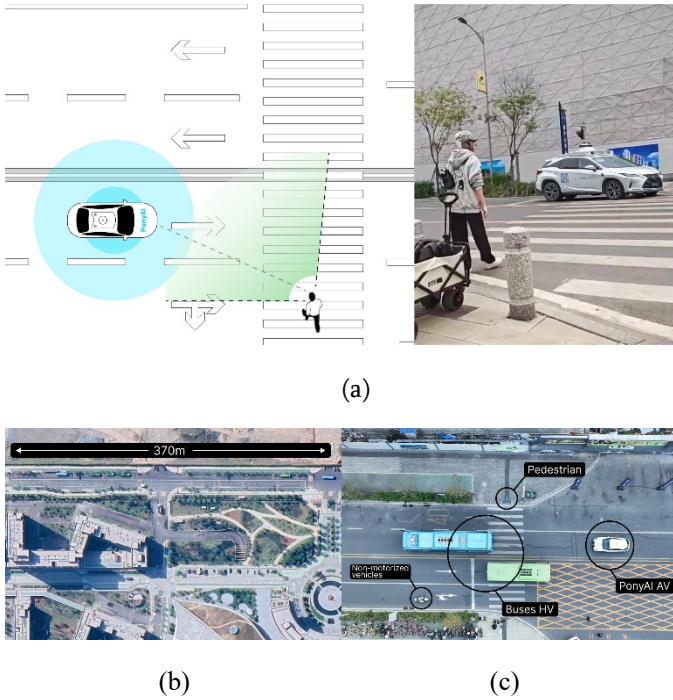 PonyAI
(a)
370m
Pedestrian
Non-motorized
vehicles
Buses HV
PonyAI AV
(b)
(c)